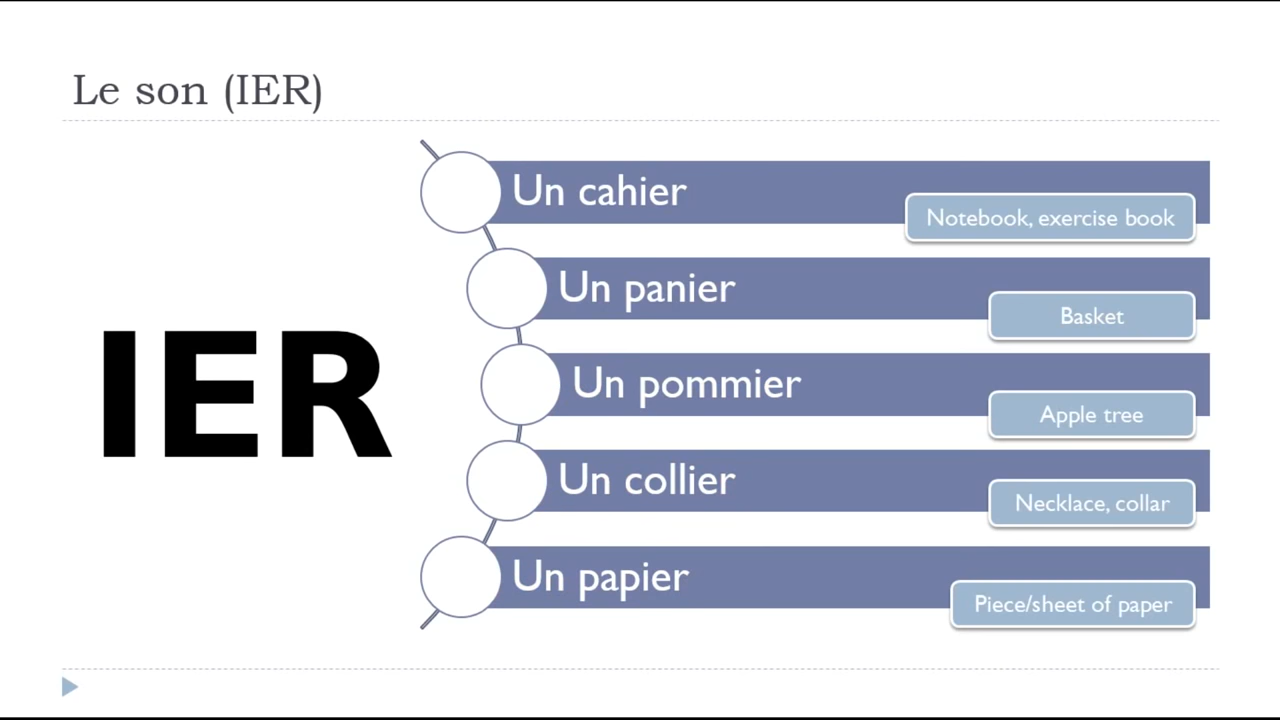 Le son (IER)
IER
Un cahier
Notebook, exercise book
Un panier
Basket
Un pommier
Apple tree
Un collier
Necklace, collar
Un papier
Piece/sheet of paper